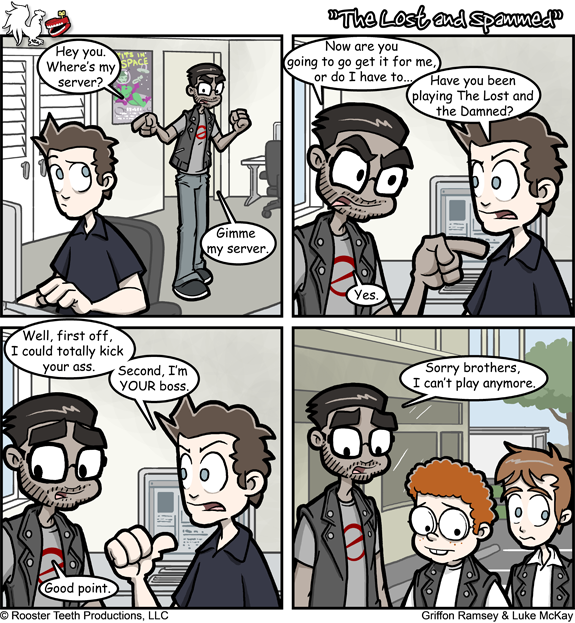 "The Lost and Spammed"
Hey you.
Where's my
server?
Gimme
my server.
Now are you
going to go get it for me,
or do I have to...
Have you been
playing The Lost and
the Damned?
Yes.
Well, first off,
I could totally kick
your ass.
Second, I'm
YOUR boss.
Good point.
Sorry brothers,
I can't play anymore.
© Rooster Teeth Productions, LLC
Griffon Ramsey & Luke McKay